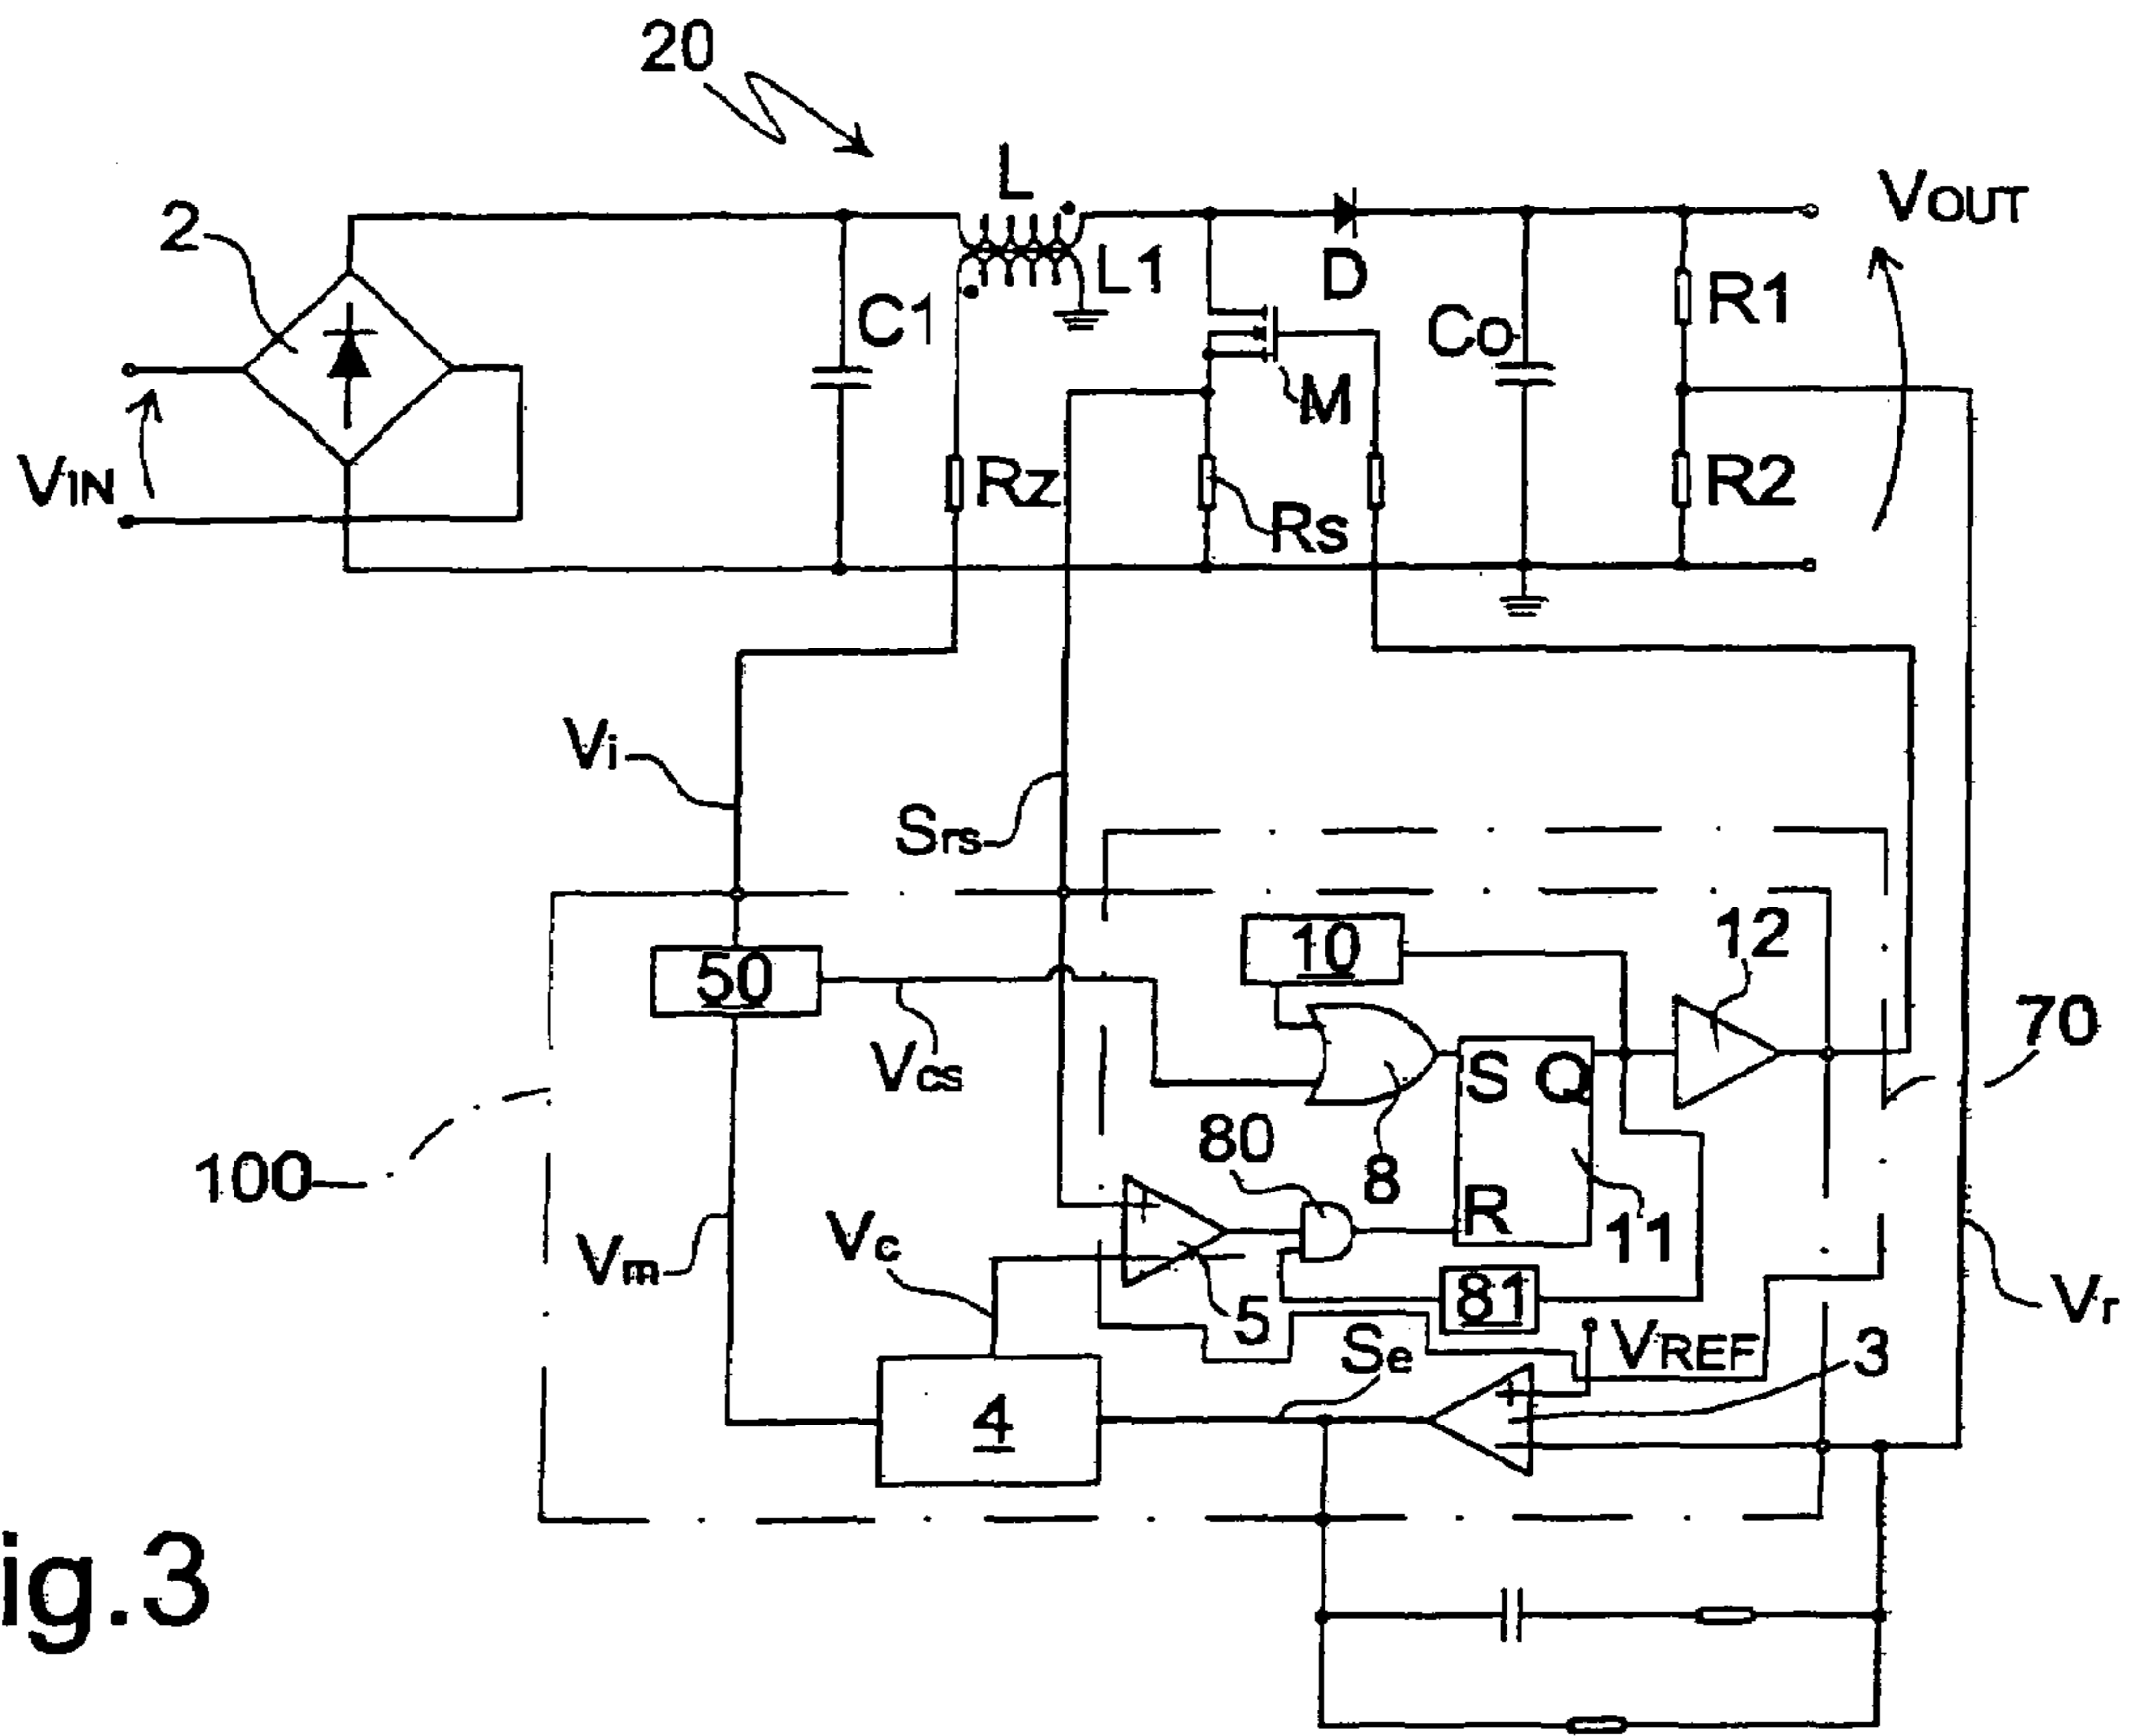 20
L
VOUT
2
L1
D
R1
C1
Co
M
VIN
Rz
R2
Rs
Vi
Srs
12
10
50
70
Vcs
S Q
80
8
100
R
11
Vc
Vm
81
5
Vr
Se
VREF
3
4
+
+
ig.3